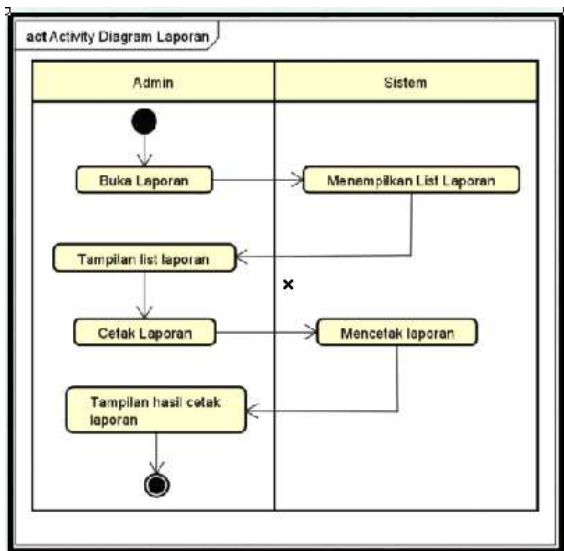 act Activity Diagram Laporan
Admin
Sistem
Buka Laporan
Menampilkan List Laporan
Tampilan list laporan
Cetak Laporan
Mencetak laporan
Tampilan hasil cetak
laporan